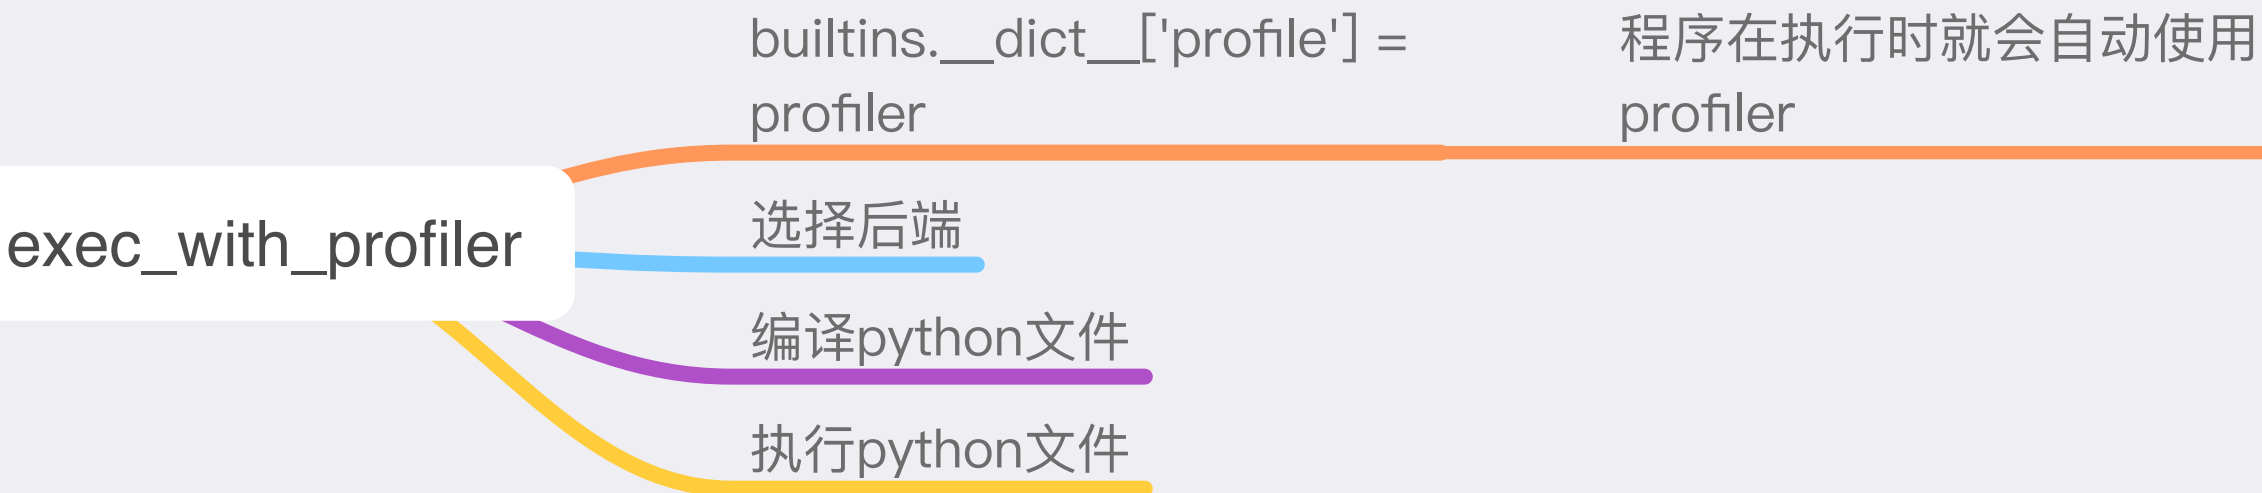 exec_with_profiler
builtins.__dict__['profile'] =
profiler
程序在执行时就会自动使用
profiler
选择后端
编译python文件
执行python文件